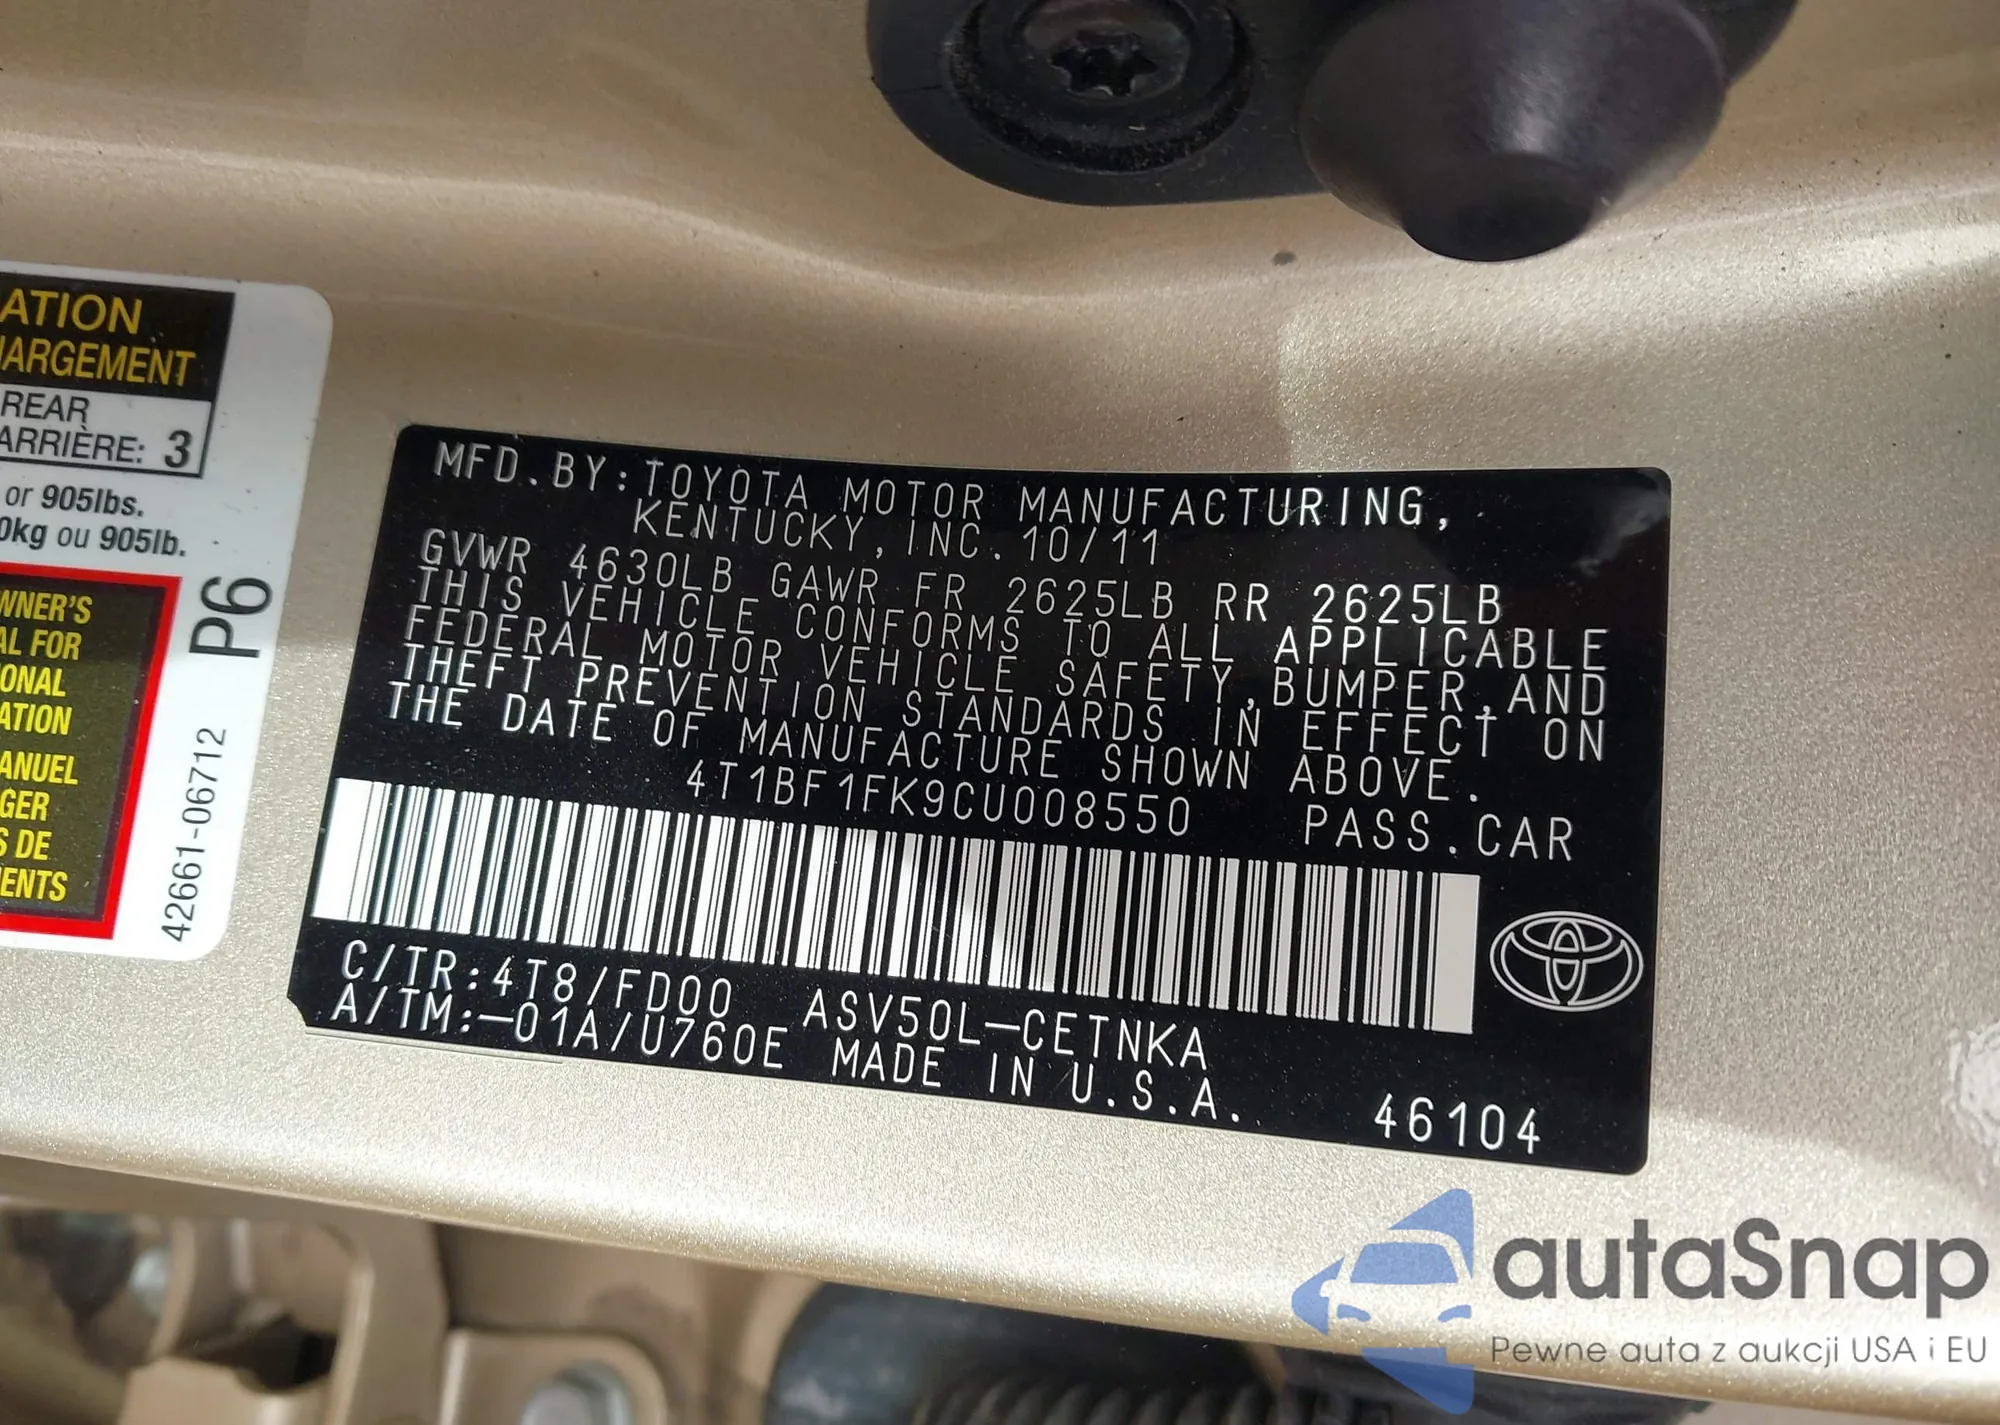 ATION
HARGEMENT
REAR
ARRIÈRE: 3
or 905lbs.
0kg ou 905lb.
WNER'S
AL FOR
IONAL
ATION
ANUEL
GER
S DE
ENTS
P6
42661-06712
MFD.BY:TOYOTA MOTOR MANUFACTURING,
KENTUCKY,INC.10/11
GVWR 4630LB GAWR FR 2625LB RR 2625LB
THIS VEHICLE CONFORMS TO ALL APPLICABLE
FEDERAL MOTOR VEHICLE SAFETY,BUMPER,AND
THEFT PREVENTION STANDARDS IN EFFECT ON
THE DATE OF MANUFACTURE SHOWN ABOVE.
4T1BF1FK9CU008550 PASS.CAR
C/TR:4T8/FD00 ASV50L-CETNKA
A/TM:-01A/U760E MADE IN U.S.A.
46104
autaSnap
Pewne auta z aukcji USA i EU